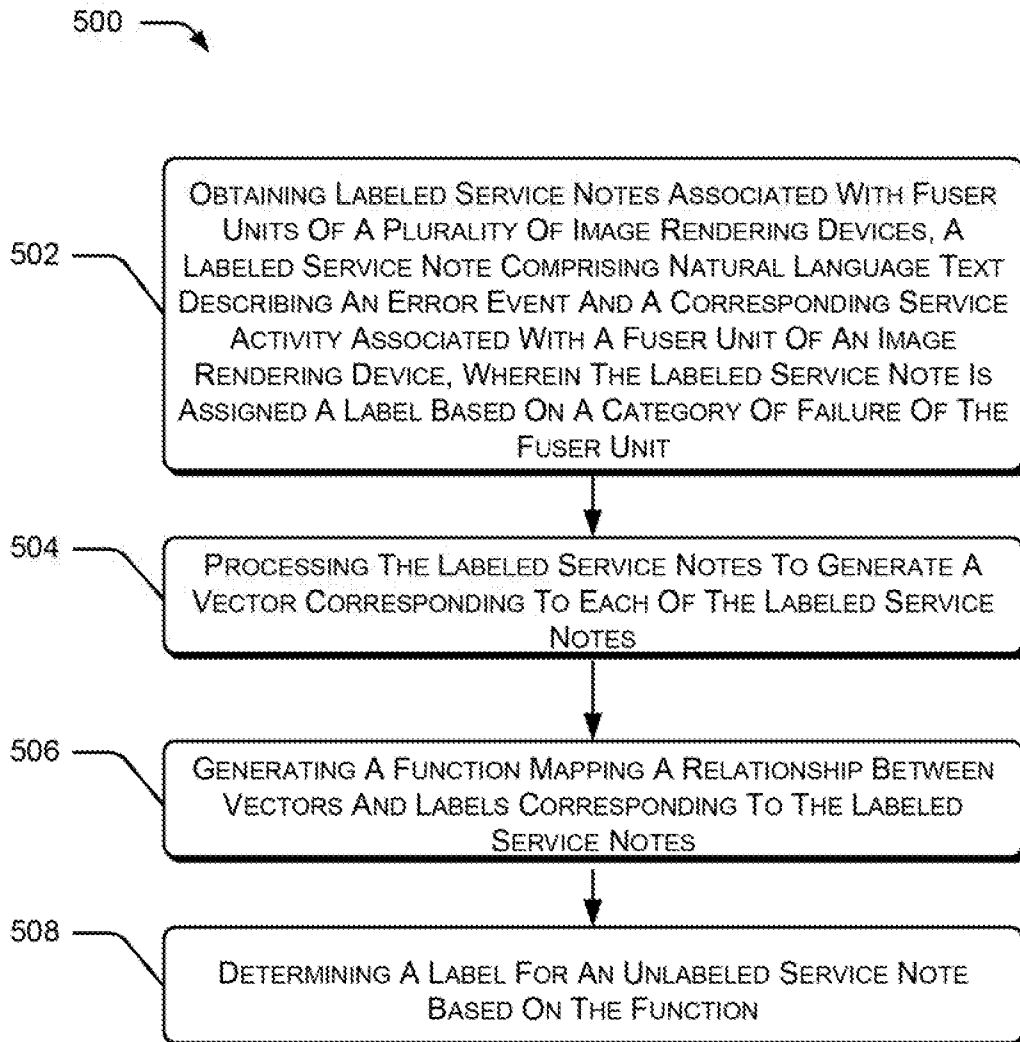 500
502
OBTAINING LABELED SERVICE NOTES ASSOCIATED WITH FUSER
UNITS OF A PLURALITY OF IMAGE RENDERING DEVICES, A
LABELED SERVICE NOTE COMPRISING NATURAL LANGUAGE TEXT
DESCRIBING AN ERROR EVENT AND A CORRESPONDING SERVICE
ACTIVITY ASSOCIATED WITH A FUSER UNIT OF AN IMAGE
RENDERING DEVICE, WHEREIN THE LABELED SERVICE NOTE IS
ASSIGNED A LABEL BASED ON A CATEGORY OF FAILURE OF THE
FUSER UNIT
504
PROCESSING THE LABELED SERVICE NOTES TO GENERATE A
VECTOR CORRESPONDING TO EACH OF THE LABELED SERVICE
NOTES
506
GENERATING A FUNCTION MAPPING A RELATIONSHIP BETWEEN
VECTORS AND LABELS CORRESPONDING TO THE LABELED
SERVICE NOTES
508
DETERMINING A LABEL FOR AN UNLABELED SERVICE NOTE
BASED ON THE FUNCTION